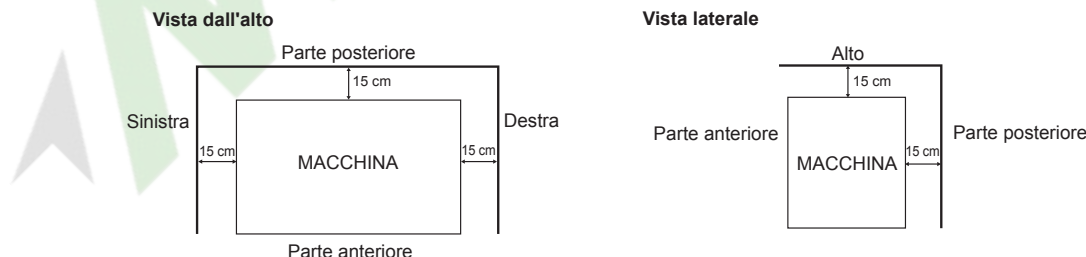 Vista dall'alto
Parte posteriore
15 cm
Sinistra
Destra
15 cm
MACCHINA
15 cm
Parte anteriore
Vista laterale
Alto
15 cm
Parte anteriore
Parte posteriore
MACCHINA
15 cm